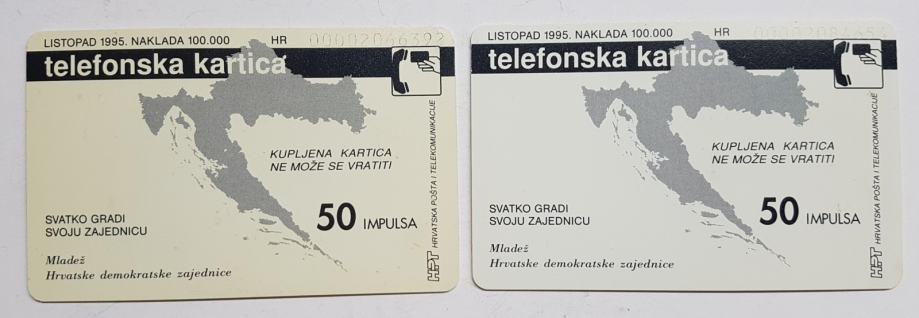 LISTOPAD 1995. NAKLADA 100.000 HR 00002066392
telefonska kartica
KUPLJENA KARTICA
NE MOŽE SE VRATITI
50 IMPULSA
SVATKO GRADI
SVOJU ZAJEDNICU
Mladež
Hrvatske demokratske zajednice
HPT HRVATSKA POŠTA I TELEKOMUNIKACIJE
LISTOPAD 1995. NAKLADA 100.000 HR
telefonska kartica
KUPLJENA KARTICA
NE MOŽE SE VRATITI
50 IMPULSA
SVATKO GRADI
SVOJU ZAJEDNICU
Mladež
Hrvatske demokratske zajednice
HPT HRVATSKA POŠTA I TELEKOMUNIKACIJE